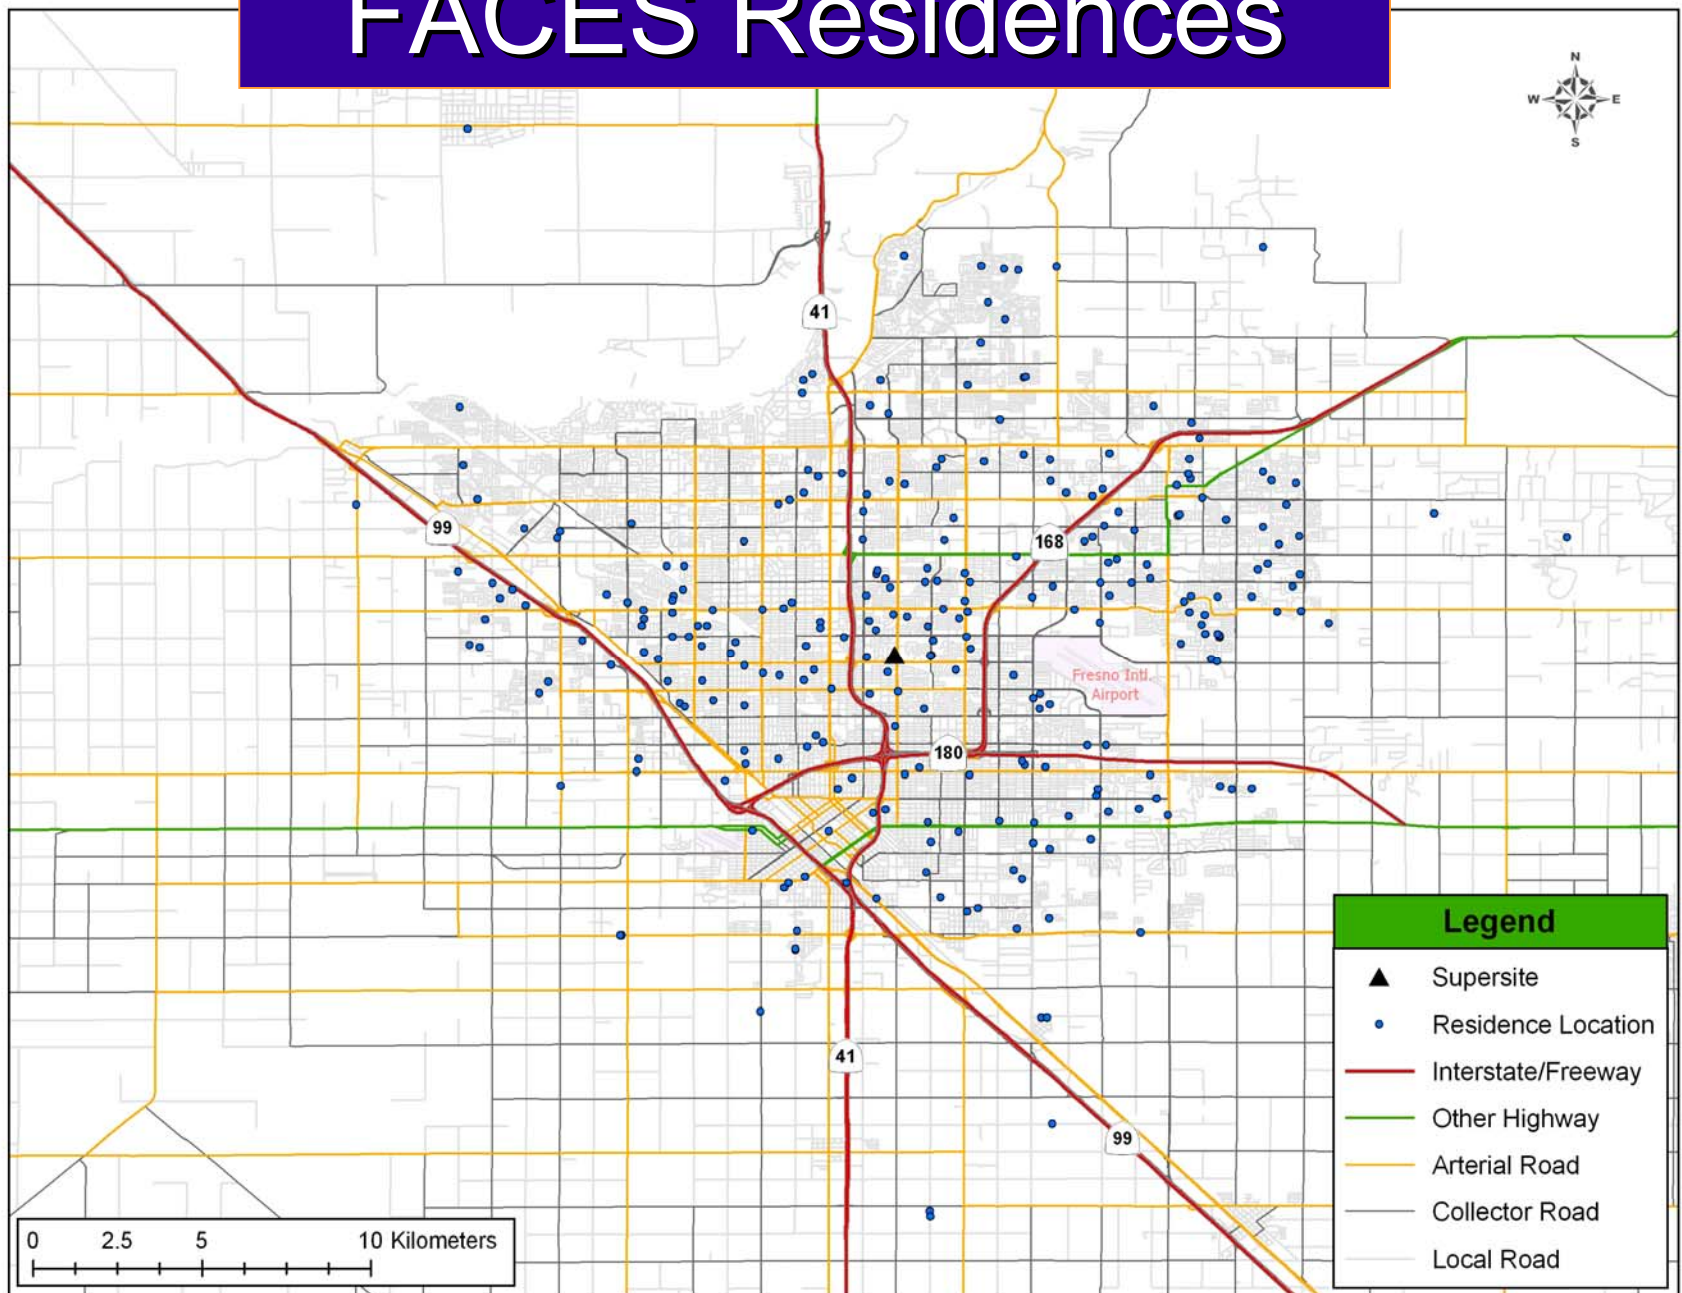 FACES Residences
N
W E
S
41
99
168
Fresno Intl.
Airport
180
41
99
Legend
Supersite
Residence Location
Interstate/Freeway
Other Highway
Arterial Road
Collector Road
Local Road
0 2.5 5 10 Kilometers